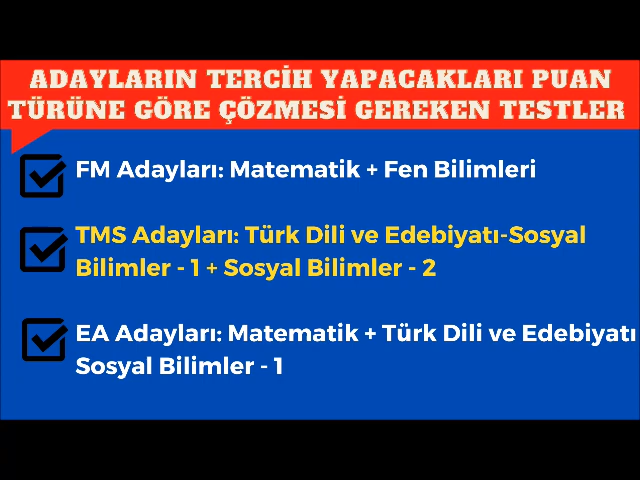 ADAYLARIN TERCİH YAPACAKLARI PUAN
TÜRÜNE GÖRE ÇÖZMESİ GEREKEN TESTLER
FM Adayları: Matematik + Fen Bilimleri
TMS Adayları: Türk Dili ve Edebiyatı-Sosyal
Bilimler - 1 + Sosyal Bilimler - 2
EA Adayları: Matematik + Türk Dili ve Edebiyatı
Sosyal Bilimler - 1